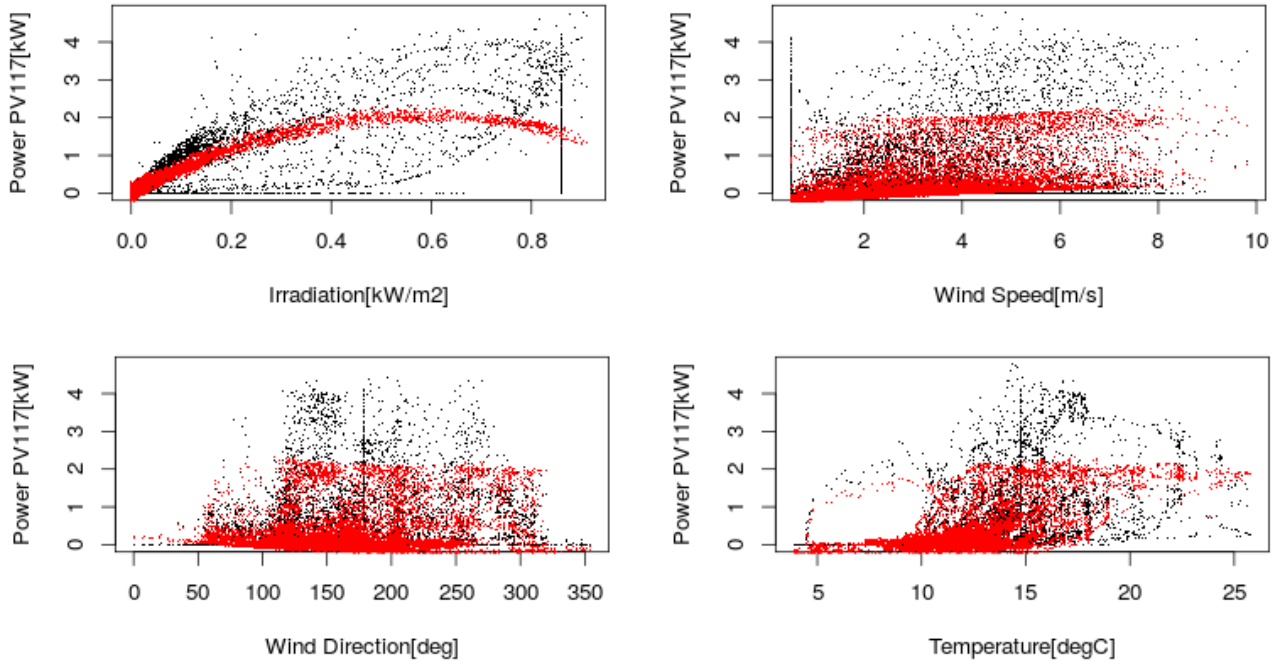 Power PV117[kW]
4
3
2
1
0
0.0 0.2 0.4 0.6 0.8
Irradiation[kW/m2]
Power PV117[kW]
4
3
2
1
0
2 4 6 8 10
Wind Speed[m/s]
Power PV117[kW]
4
3
2
1
0
0 50 100 150 200 250 300 350
Wind Direction[deg]
Power PV117[kW]
4
3
2
1
0
5 10 15 20 25
Temperature[degC]